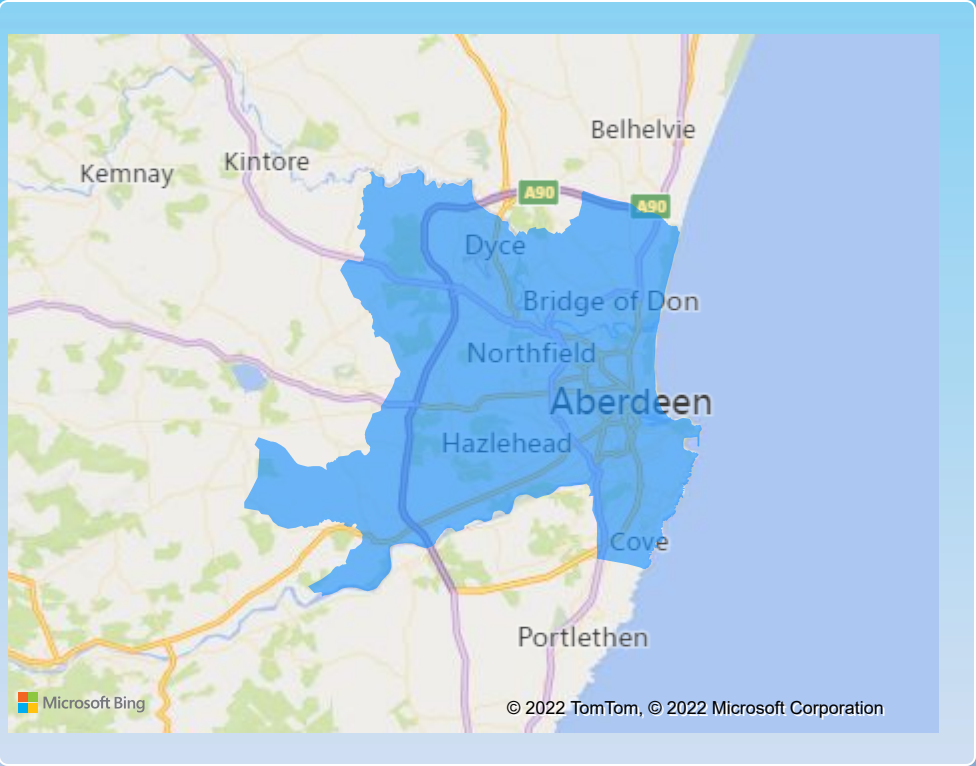 Belhelvie
Kintore
Kemnay
A90
A90
Dyce
Bridge of Don
Northfield
Aberdeen
Hazlehead
Cove
Portlethen
Microsoft Bing
© 2022 TomTom, © 2022 Microsoft Corporation